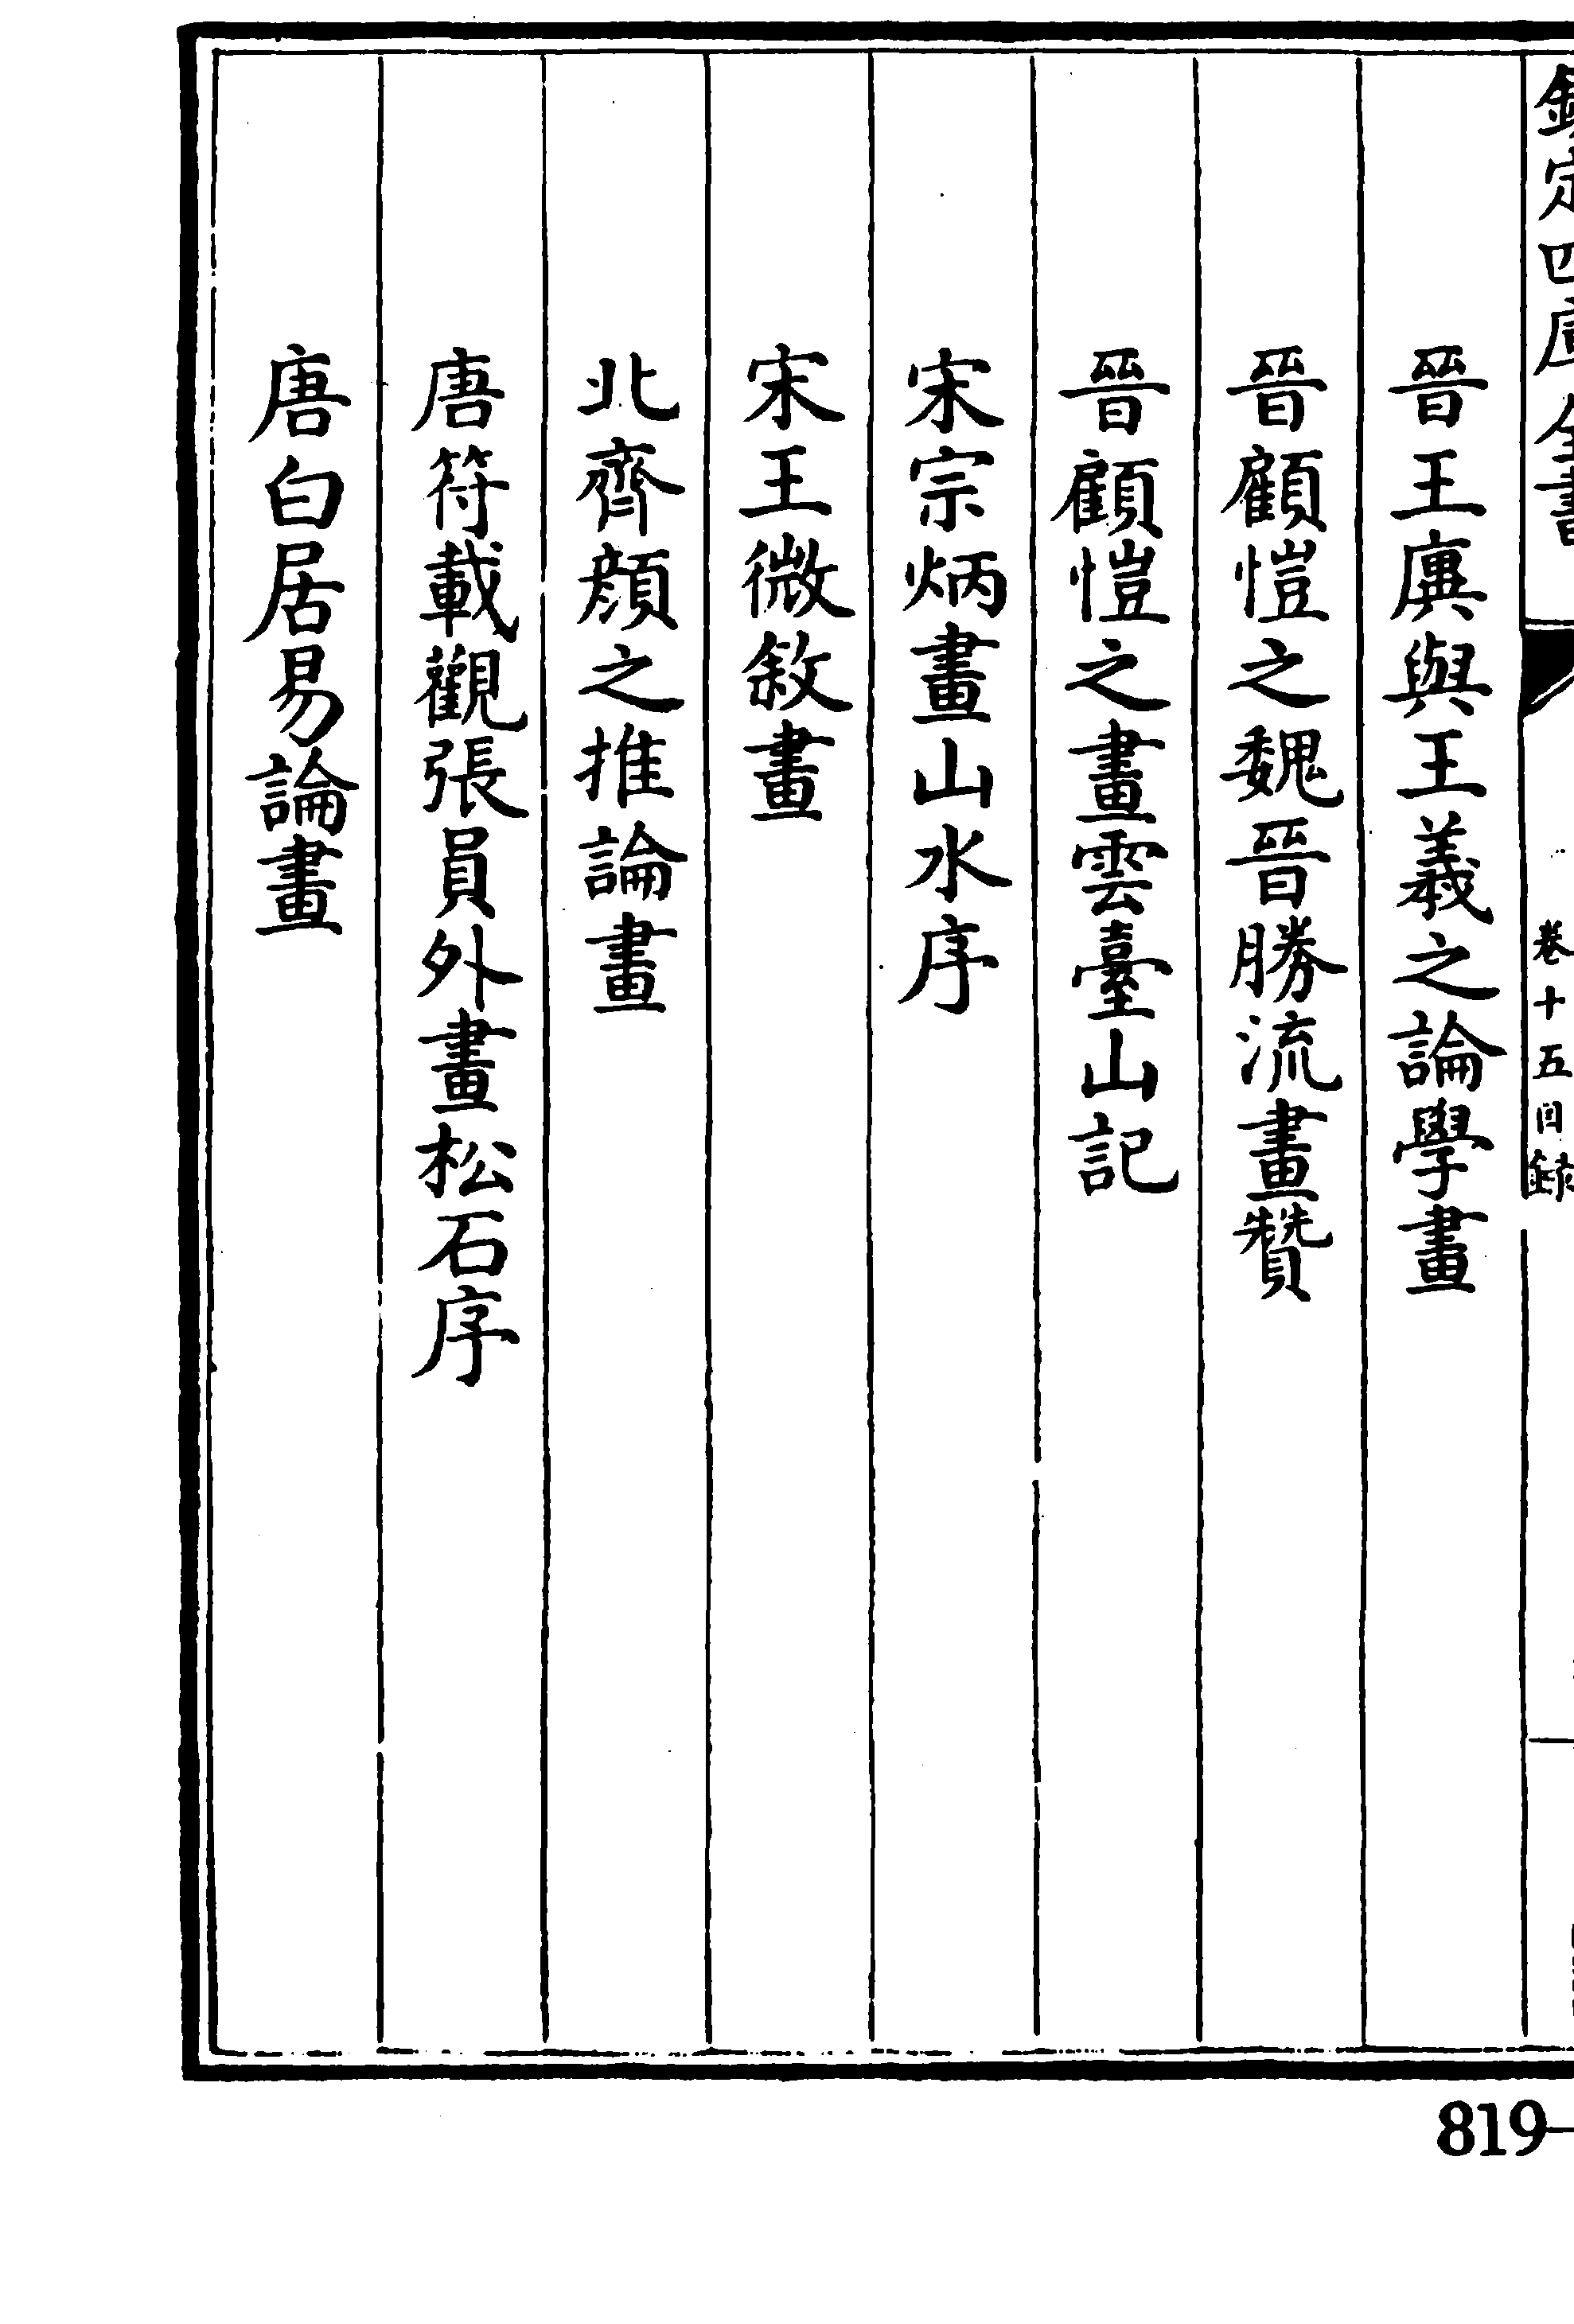 欽定四庫全書
卷十五目錄
晉王廙與王羲之論學畫
晉顧愷之魏晉勝流畫贊
晉顧愷之畫雲臺山記
宋宗炳畫山水序
宋王微敘畫
北齊顏之推論畫
唐符載觀張員外畫松石序
唐白居易論畫
819-